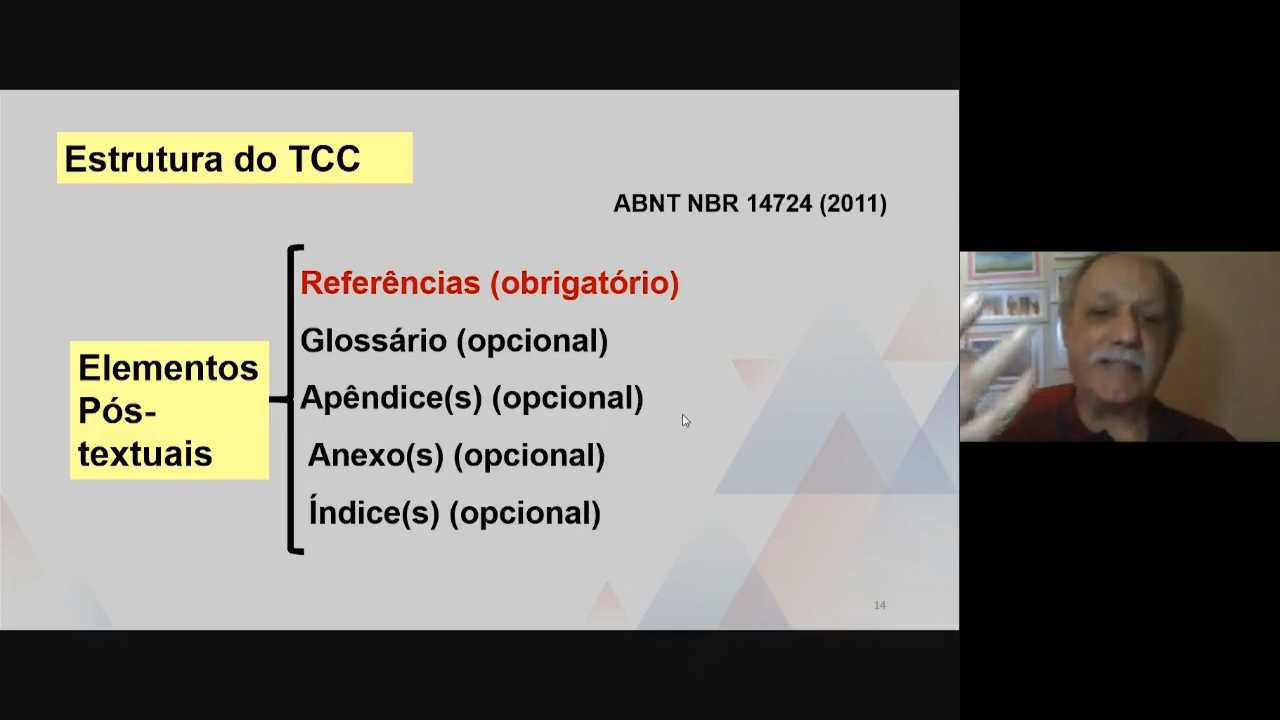 Estrutura do TCC
ABNT NBR 14724 (2011)
Referências (obrigatório)
Glossário (opcional)
Elementos
Pós-
textuais
Apêndice(s) (opcional)
Anexo(s) (opcional)
Índice(s) (opcional)
14